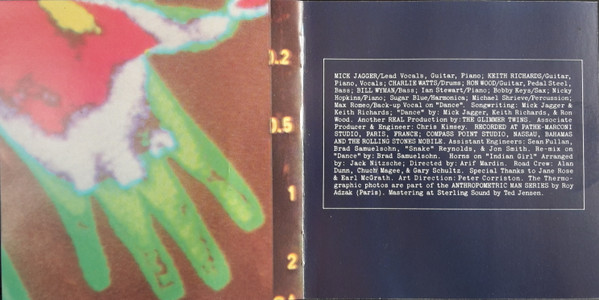 0.2
0.5
1
2
MICK JAGGER/Lead Vocals, Guitar, Piano; KEITH RICHARDS/Guitar,
Piano, Vocals; CHARLIE WATTS/Drums; RON WOOD/Guitar, Pedal Steel,
Bass; BILL WYMAN/Bass; Ian Stewart/Piano; Bobby Keys/Sax; Nicky
Hopkins/Piano; Sugar Blue/Harmonica; Michael Shrieve/Percussion;
Max Romeo/Back-up Vocal on "Dance". Songwriting: Mick Jagger &
Keith Richards; "Dance" by: Mick Jagger, Keith Richards, & Ron
Wood. Another REAL Production by: THE GLIMMER TWINS. Associate
Producer & Engineer: Chris Kimsey. RECORDED AT PATHE-MARCONI
STUDIO, PARIS, FRANCE; COMPASS POINT STUDIO, NASSAU, BAHAMAS
AND THE ROLLING STONES MOBILE. Assistant Engineers: Sean Fullan,
Brad Samuelsohn, "Snake" Reynolds, & Jon Smith. Re-mix on
"Dance" by: Brad Samuelsohn. Horns on "Indian Girl" Arranged
by: Jack Nitzsche; Directed by: Arif Mardin. Road Crew: Alan
Dunn, Chuch Magee, & Gary Schultz. Special Thanks to Jane Rose
& Earl McGrath. Art Direction: Peter Corriston. The Thermo-
graphic photos are part of the ANTHROPOMETRIC MAN SERIES by Roy
Adzak (Paris). Mastering at Sterling Sound by Ted Jensen.